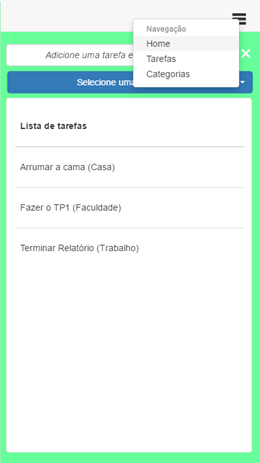 Navegação
Home
Tarefas
Categorias
Adicione uma tarefa e
Selecione uma
Lista de tarefas
Arrumar a cama (Casa)
Fazer o TP1 (Faculdade)
Terminar Relatório (Trabalho)